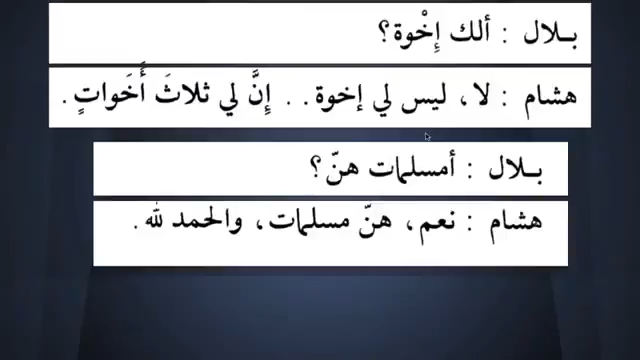 بـلال : ألك إِخْوة؟
هشام : لا، ليس لي إخوة. . إِنَّ لي ثلاثَ أَخَواتٍ.
بـلال : أمسلمات هنّ؟
هشام : نعم، هنّ مسلمات، والحمد لله.